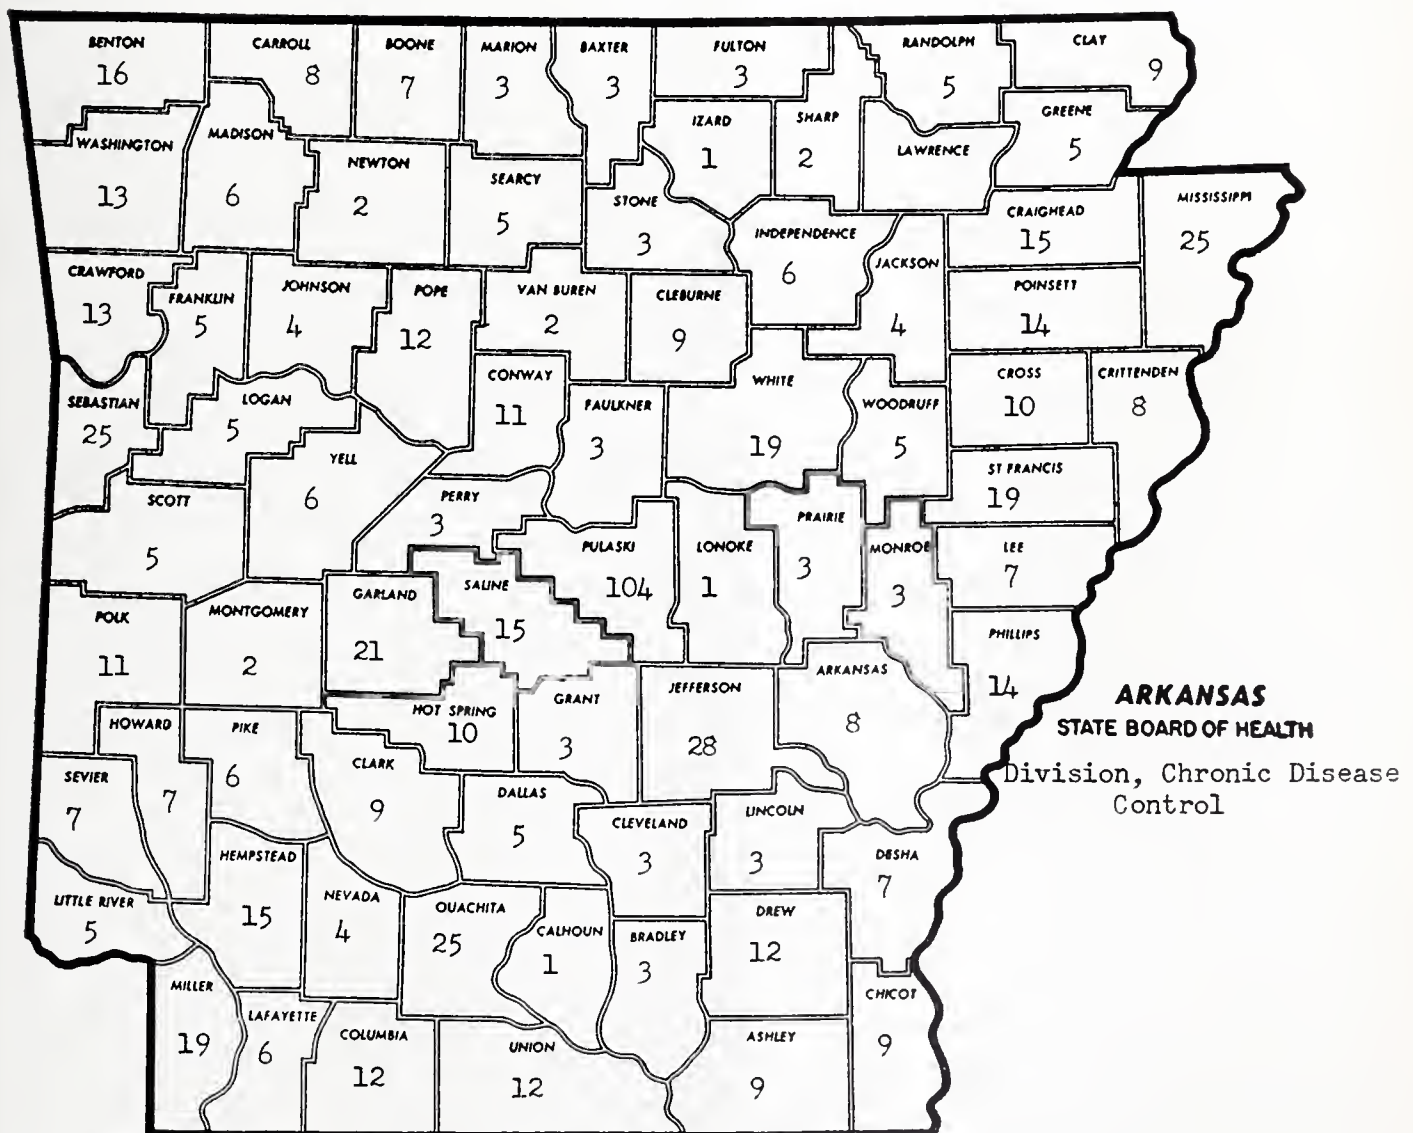 BENTON
16
CARROLL
8
BOONE
7
MARION
3
BAXTER
3
FULTON
3
RANDOLPH
5
CLAY
9
WASHINGTON
13
MADISON
6
NEWTON
2
SEARCY
5
STONE
3
IZARD
1
SHARP
2
LAWRENCE
GREENE
5
INDEPENDENCE
6
JACKSON
4
CRAIGHEAD
15
MISSISSIPPI
25
CRAWFORD
13
FRANKLIN
5
JOHNSON
4
POPE
12
VAN BUREN
2
CLEBURNE
9
POINSETT
14
SEBASTIAN
25
LOGAN
5
CONWAY
11
FAULKNER
3
WHITE
19
WOODRUFF
5
CROSS
10
CRITTENDEN
8
SCOTT
5
YELL
6
PERRY
3
PULASKI
104
LONOKE
1
PRAIRIE
3
MONROE
3
ST FRANCIS
19
LEE
7
POLK
11
MONTGOMERY
2
GARLAND
21
SALINE
15
PHILLIPS
14
HOWARD
7
PIKE
6
HOT SPRING
10
GRANT
3
JEFFERSON
28
ARKANSAS
8
SEVIER
7
CLARK
9
DALLAS
5
CLEVELAND
3
LINCOLN
3
DESHA
7
LITTLE RIVER
5
HEMPSTEAD
15
NEVADA
4
OUACHITA
25
CALHOUN
1
BRADLEY
3
DREW
12
CHICOT
9
MILLER
19
LAFAYETTE
6
COLUMBIA
12
UNION
12
ASHLEY
9
ARKANSAS
STATE BOARD OF HEALTH
Division, Chronic Disease
Control